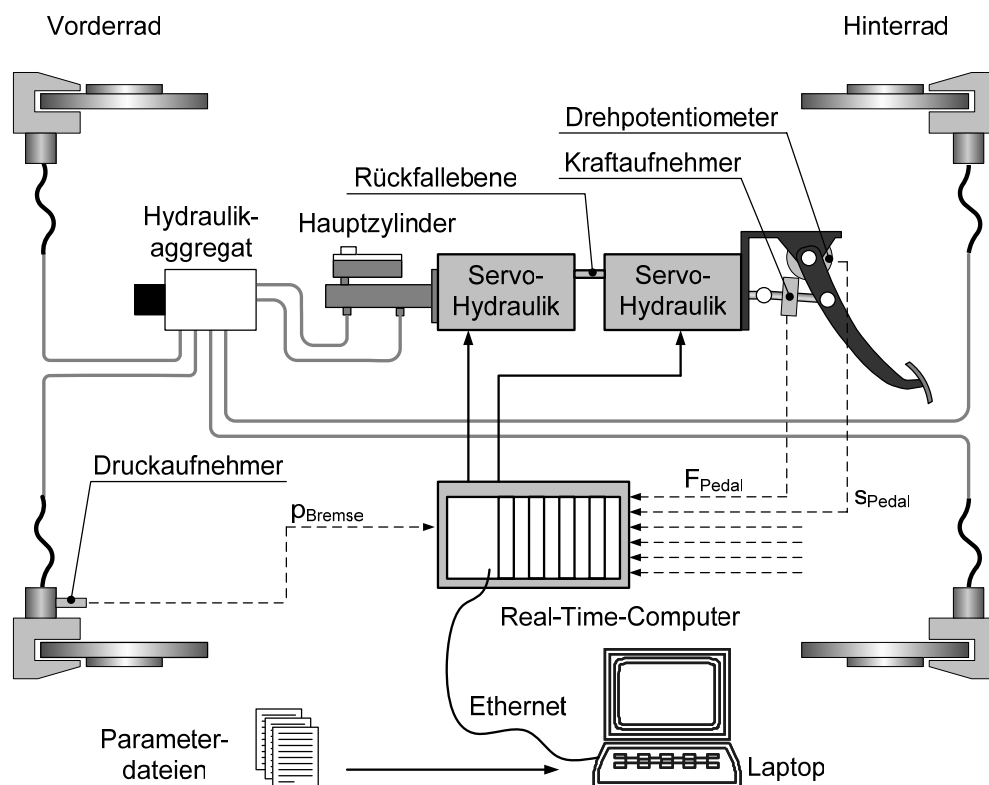 Vorderrad
Hinterrad
Drehpotentiometer
Kraftaufnehmer
Rückfallebene
Hydraulik-
aggregat
Hauptzylinder
Servo-
Hydraulik
Servo-
Hydraulik
Druckaufnehmer
pBremse
FPedal
sPedal
Real-Time-Computer
Ethernet
Parameter-
dateien
Laptop